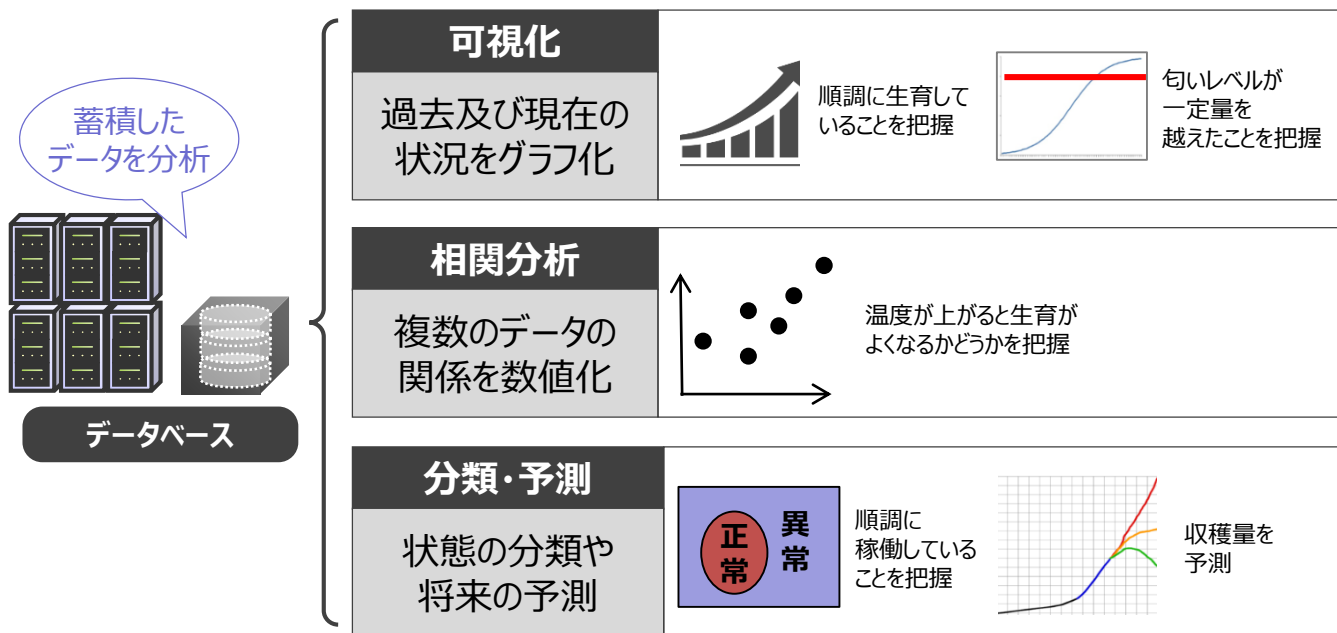 蓄積した
データを分析
データベース
可視化
過去及び現在の
状況をグラフ化
順調に生育して
いることを把握
匂いレベルが
一定量を
越えたことを把握
相関分析
複数のデータの
関係を数値化
温度が上がると生育が
よくなるかどうかを把握
分類・予測
状態の分類や
将来の予測
正常
異常
順調に
稼働している
ことを把握
収穫量を
予測